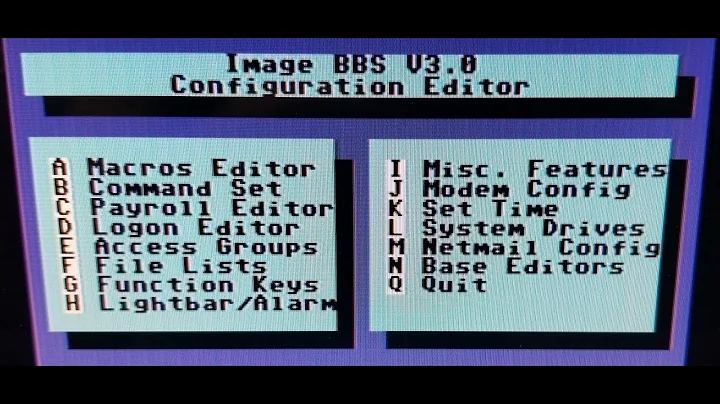 Image BBS V3.0
Configuration Editor
A Macros Editor
B Command Set
C Payroll Editor
D Logon Editor
E Access Groups
F File Lists
G Function Keys
H Lightbar/Alarm
I Misc. Features
J Modem Config
K Set Time
L System Drives
M Netmail Config
N Base Editors
Q Quit